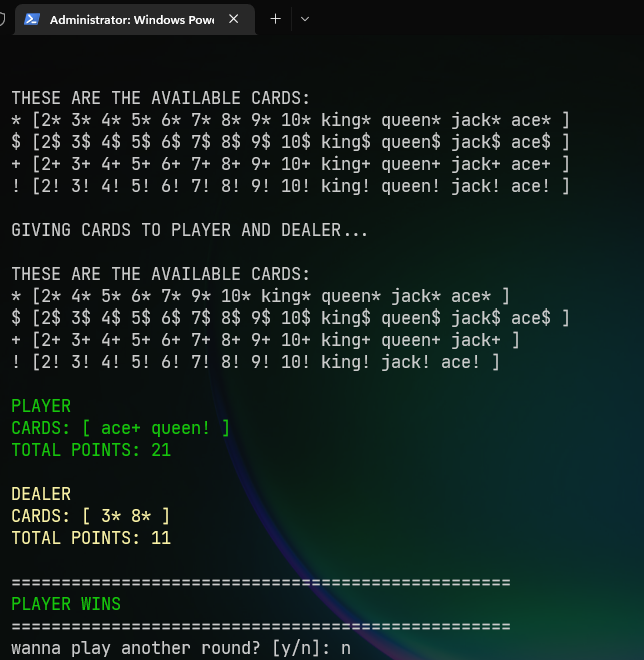 Administrator: Windows Powe
THESE ARE THE AVAILABLE CARDS:
* [2* 3* 4* 5* 6* 7* 8* 9* 10* king* queen* jack* ace* ]
$ [2$ 3$ 4$ 5$ 6$ 7$ 8$ 9$ 10$ king$ queen$ jack$ ace$ ]
+ [2+ 3+ 4+ 5+ 6+ 7+ 8+ 9+ 10+ king+ queen+ jack+ ace+ ]
! [2! 3! 4! 5! 6! 7! 8! 9! 10! king! queen! jack! ace! ]
GIVING CARDS TO PLAYER AND DEALER...
THESE ARE THE AVAILABLE CARDS:
* [2* 4* 5* 6* 7* 9* 10* king* queen* jack* ace* ]
$ [2$ 3$ 4$ 5$ 6$ 7$ 8$ 9$ 10$ king$ queen$ jack$ ace$ ]
+ [2+ 3+ 4+ 5+ 6+ 7+ 8+ 9+ 10+ king+ queen+ jack+ ]
! [2! 3! 4! 5! 6! 7! 8! 9! 10! king! jack! ace! ]
PLAYER
CARDS: [ ace+ queen! ]
TOTAL POINTS: 21
DEALER
CARDS: [ 3* 8* ]
TOTAL POINTS: 11
==================================================
PLAYER WINS
==================================================
wanna play another round? [y/n]: n